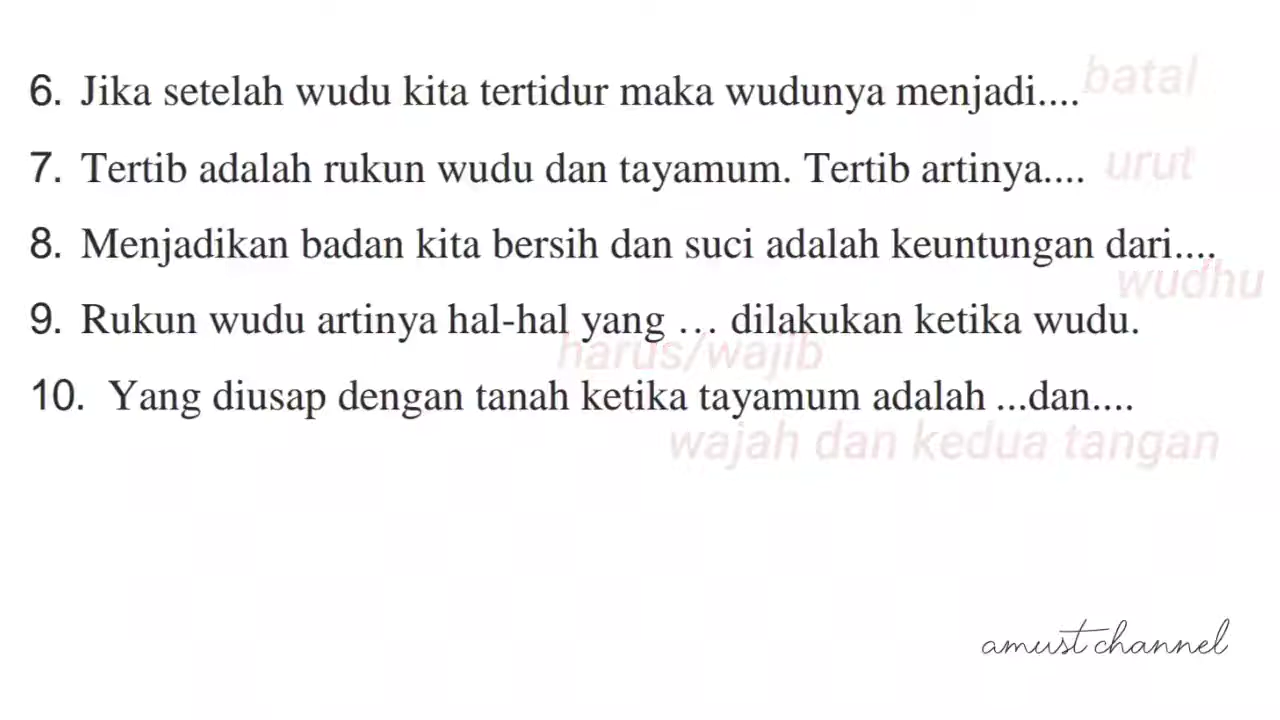 6. Jika setelah wudu kita tertidur maka wudunya menjadi.... batal
7. Tertib adalah rukun wudu dan tayamum. Tertib artinya.... urut
8. Menjadikan badan kita bersih dan suci adalah keuntungan dari....
wudhu
9. Rukun wudu artinya hal-hal yang ... dilakukan ketika wudu.
harus/wajib
10. Yang diusap dengan tanah ketika tayamum adalah ...dan....
wajah dan kedua tangan
amust channel